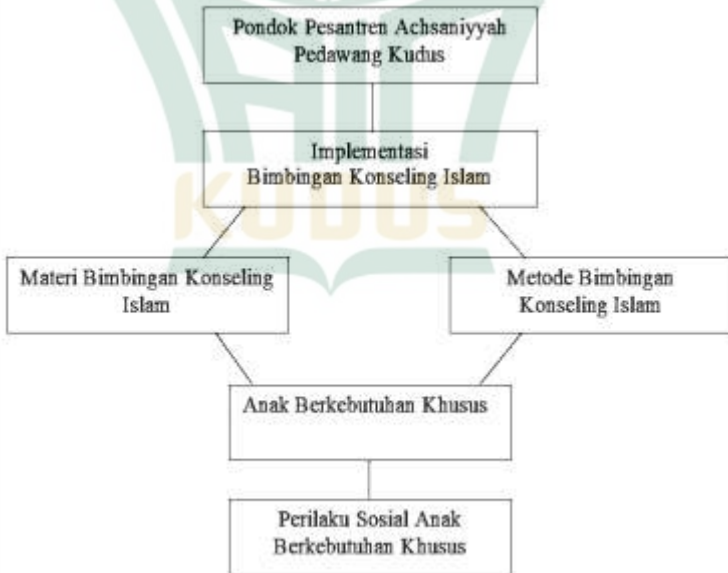 Pondok Pesantren Achsaniyyah
Pedawang Kudus
Implementasi
Bimbingan Konseling Islam
KUDUS
Materi Bimbingan Konseling
Islam
Metode Bimbingan
Konseling Islam
Anak Berkebutuhan Khusus
Perilaku Sosial Anak
Berkebutuhan Khusus